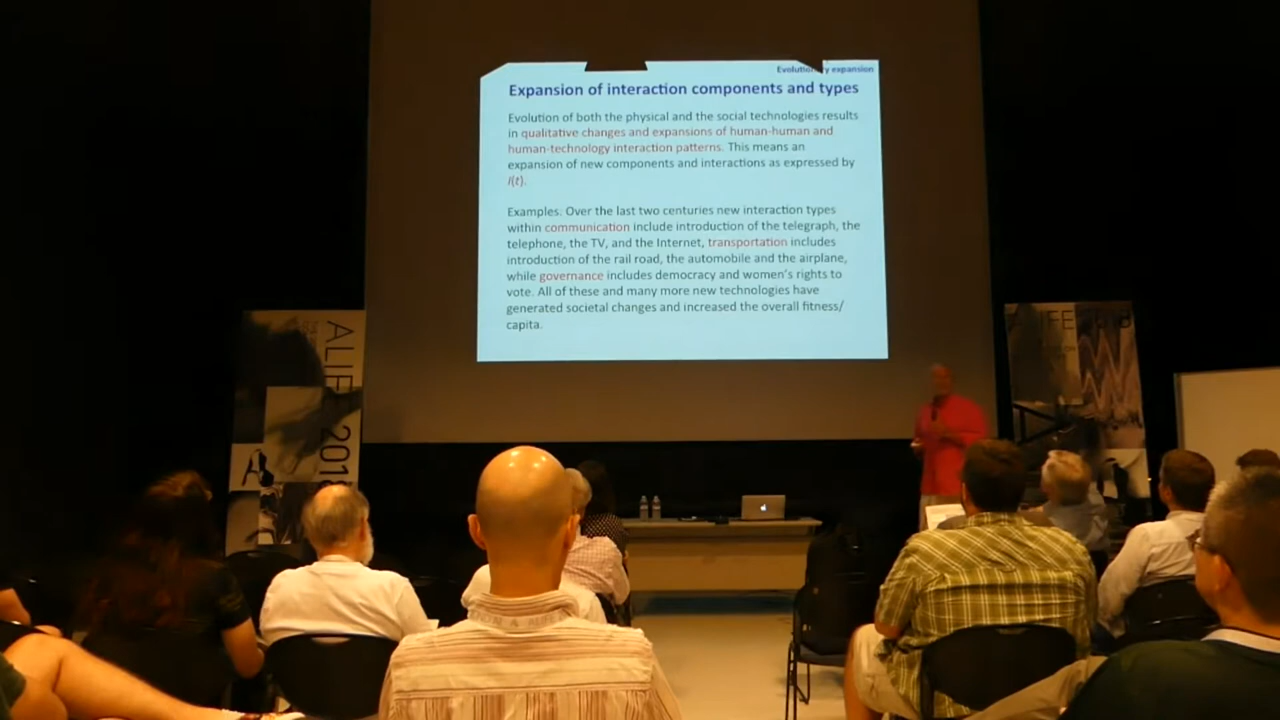 Evolutionary expansion
Expansion of interaction components and types
Evolution of both the physical and the social technologies results
in qualitative changes and expansions of human-human and
human-technology interaction patterns. This means an
expansion of new components and interactions as expressed by
I(t).
Examples: Over the last two centuries new interaction types
within communication include introduction of the telegraph, the
telephone, the TV, and the Internet, transportation includes
introduction of the rail road, the automobile and the airplane,
while governance includes democracy and women's rights to
vote. All of these and many more new technologies have
generated societal changes and increased the overall fitness/
capita.
ALIFE 2018